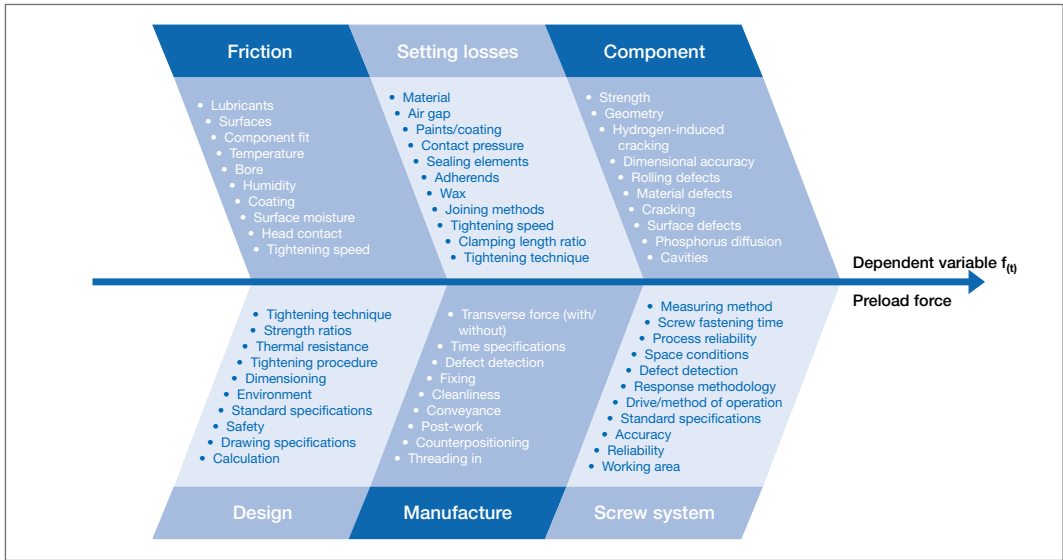 Friction
• Lubricants
• Surfaces
• Component fit
• Temperature
• Bore
• Humidity
• Coating
• Surface moisture
• Head contact
• Tightening speed
Setting losses
• Material
• Air gap
• Paints/coating
• Contact pressure
• Sealing elements
• Adherends
• Wax
• Joining methods
• Tightening speed
• Clamping length ratio
• Tightening technique
Component
• Strength
• Geometry
• Hydrogen-induced
cracking
• Dimensional accuracy
• Rolling defects
• Material defects
• Cracking
• Surface defects
• Phosphorus diffusion
• Cavities
Dependent variable f(t)
Preload force
• Tightening technique
• Strength ratios
• Thermal resistance
• Tightening procedure
• Dimensioning
• Environment
• Standard specifications
• Safety
• Drawing specifications
• Calculation
Design
• Transverse force (with/
without)
• Time specifications
• Defect detection
• Fixing
• Cleanliness
• Conveyance
• Post-work
• Counterpositioning
• Threading in
Manufacture
• Measuring method
• Screw fastening time
• Process reliability
• Space conditions
• Defect detection
• Response methodology
• Drive/method of operation
• Standard specifications
• Accuracy
• Reliability
• Working area
Screw system